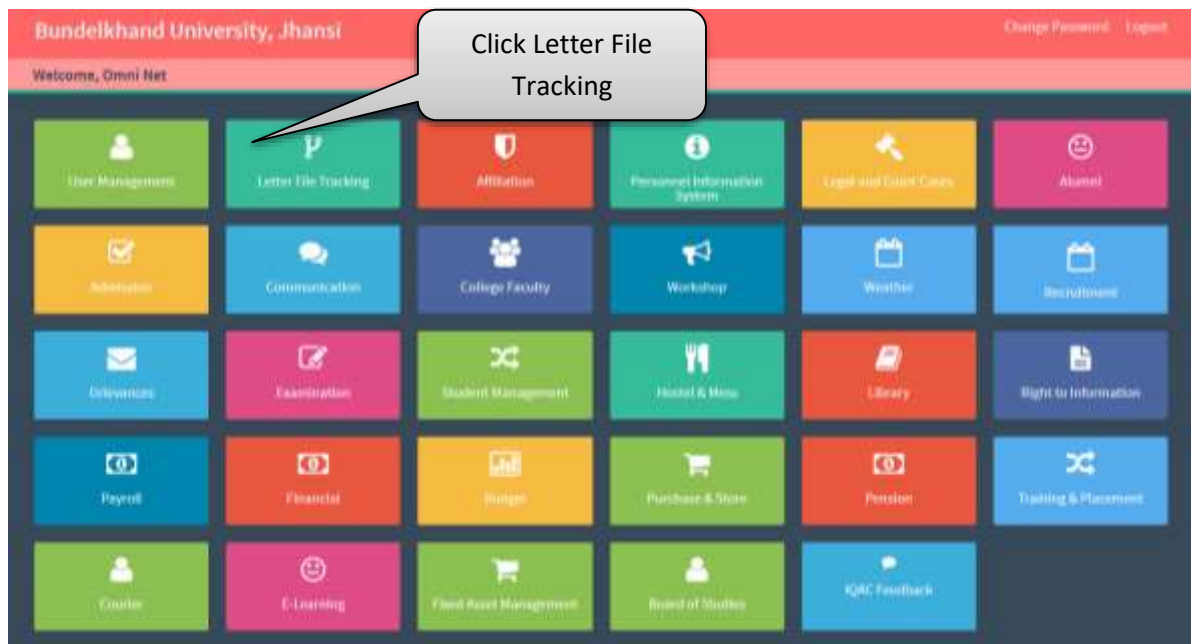 Bundelkhand University, Jhansi
Change Password Logout
Click Letter File
Tracking
Welcome, Omni Net
User Management
Letter File Tracking
Affiliation
Personnel Information
System
Legal and Court Cases
Alumni
Admission
Communication
College Faculty
Workshop
Weather
Recruitment
Grievances
Examination
Student Management
Hostel & Mess
Library
Right to Information
Payroll
Financial
Budget
Purchase & Store
Pension
Training & Placement
Courier
E-Learning
Fixed Asset Management
Board of Studies
IQAC Feedback